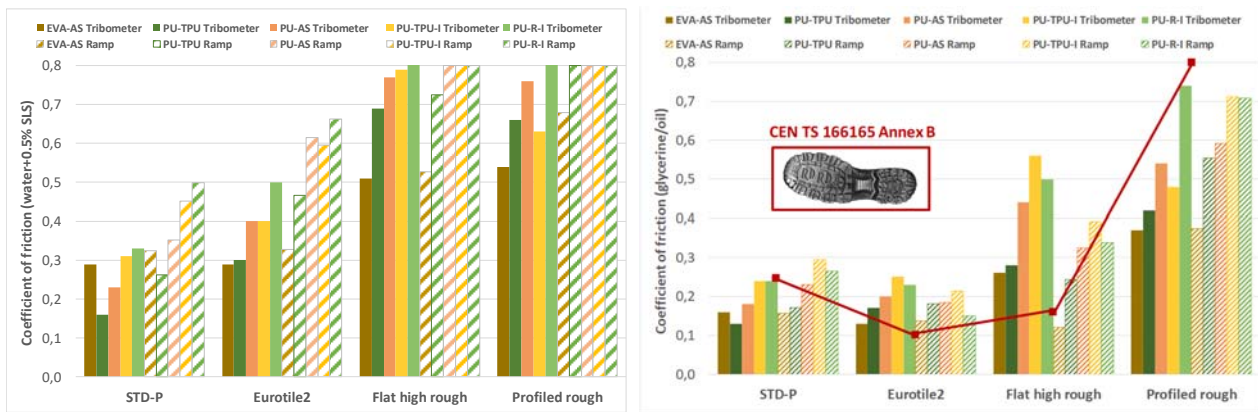 EVA-AS Tribometer PU-TPU Tribometer PU-AS Tribometer PU-TPU-I Tribometer PU-R-I Tribometer
EVA-AS Ramp PU-TPU Ramp PU-AS Ramp PU-TPU-I Ramp PU-R-I Ramp
Coefficient of friction (water+0.5% SLS)
0,8
0,7
0,6
0,5
0,4
0,3
0,2
0,1
0,0
STD-P Eurotile2 Flat high rough Profiled rough
EVA-AS Tribometer PU-TPU Tribometer PU-AS Tribometer PU-TPU-I Tribometer PU-R-I Tribometer
EVA-AS Ramp PU-TPU Ramp PU-AS Ramp PU-TPU-I Ramp PU-R-I Ramp
Coefficient of friction (glycerine/oil)
0,8
0,7
0,6
0,5
0,4
0,3
0,2
0,1
0,0
CEN TS 166165 Annex B
STD-P Eurotile2 Flat high rough Profiled rough